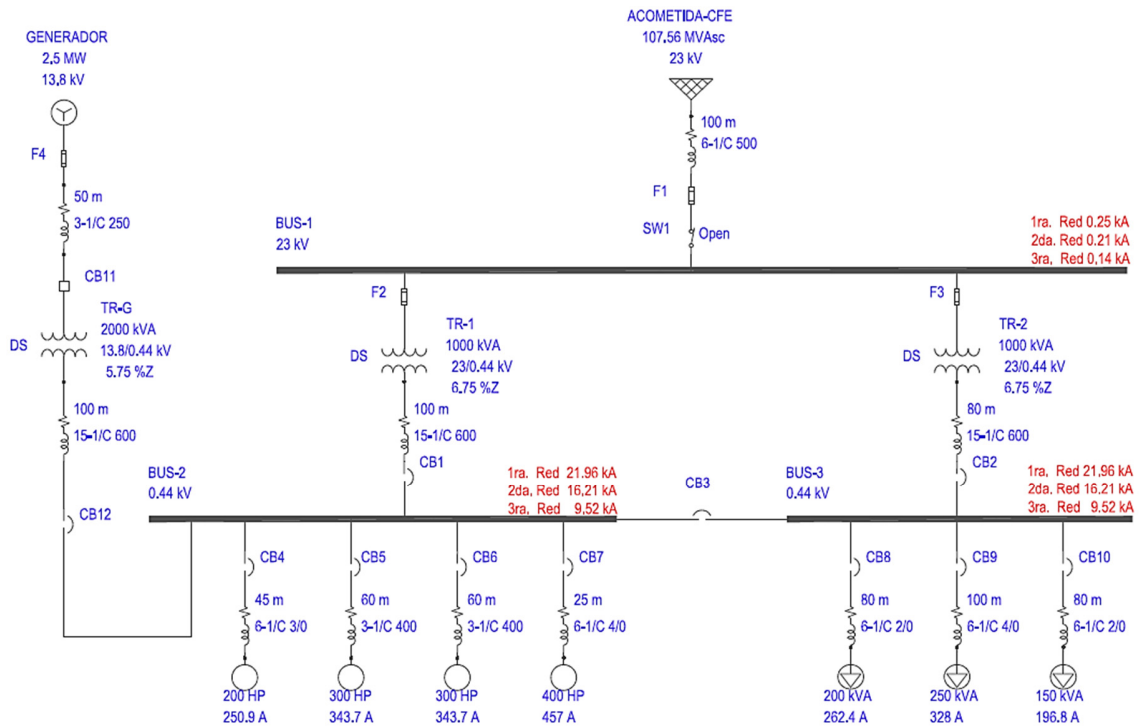 ACOMETIDA-CFE
107.56 MVAsc
23 kV
GENERADOR
2,5 MW
13,8 kV
100 m
6-1/C 500
F4
F1
50 m
3-1/C 250
SW1
Open
BUS-1
23 kV
1ra. Red 0.25 kA
2da. Red 0.21 kA
3ra, Red 0,14 kA
CB11
F2
F3
TR-G
2000 kVA
13.8/0.44 kV
5.75 %Z
DS
TR-1
1000 kVA
23/0.44 kV
6.75 %Z
DS
TR-2
1000 kVA
23/0.44 kV
6.75 %Z
DS
100 m
15-1/C 600
100 m
15-1/C 600
80 m
15-1/C 600
CB1
CB2
BUS-2
0.44 kV
1ra. Red 21.96 kA
2da. Red 16,21 kA
3ra, Red 9,52 kA
CB3
BUS-3
0.44 kV
1ra. Red 21,96 kA
2da. Red 16,21 kA
3ra. Red 9.52 kA
CB12
CB4
CB5
CB6
CB7
CB8
CB9
CB10
45 m
6-1/C 3/0
60 m
3-1/C 400
60 m
3-1/C 400
25 m
6-1/C 4/0
80 m
6-1/C 2/0
100 m
6-1/C 4/0
80 m
6-1/C 2/0
200 HP
250.9 A
300 HP
343.7 A
300 HP
343.7 A
400 HP
457 A
200 kVA
262.4 A
250 kVA
328 A
150 kVA
196.8 A